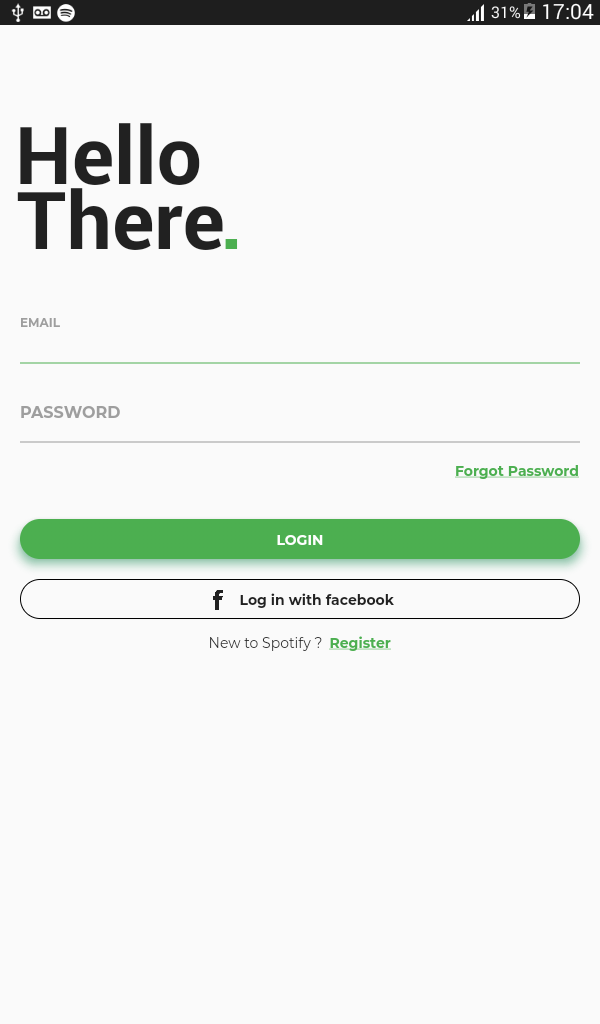 31% 17:04
Hello
There.
EMAIL
PASSWORD
Forgot Password
LOGIN
Log in with facebook
New to Spotify ? Register